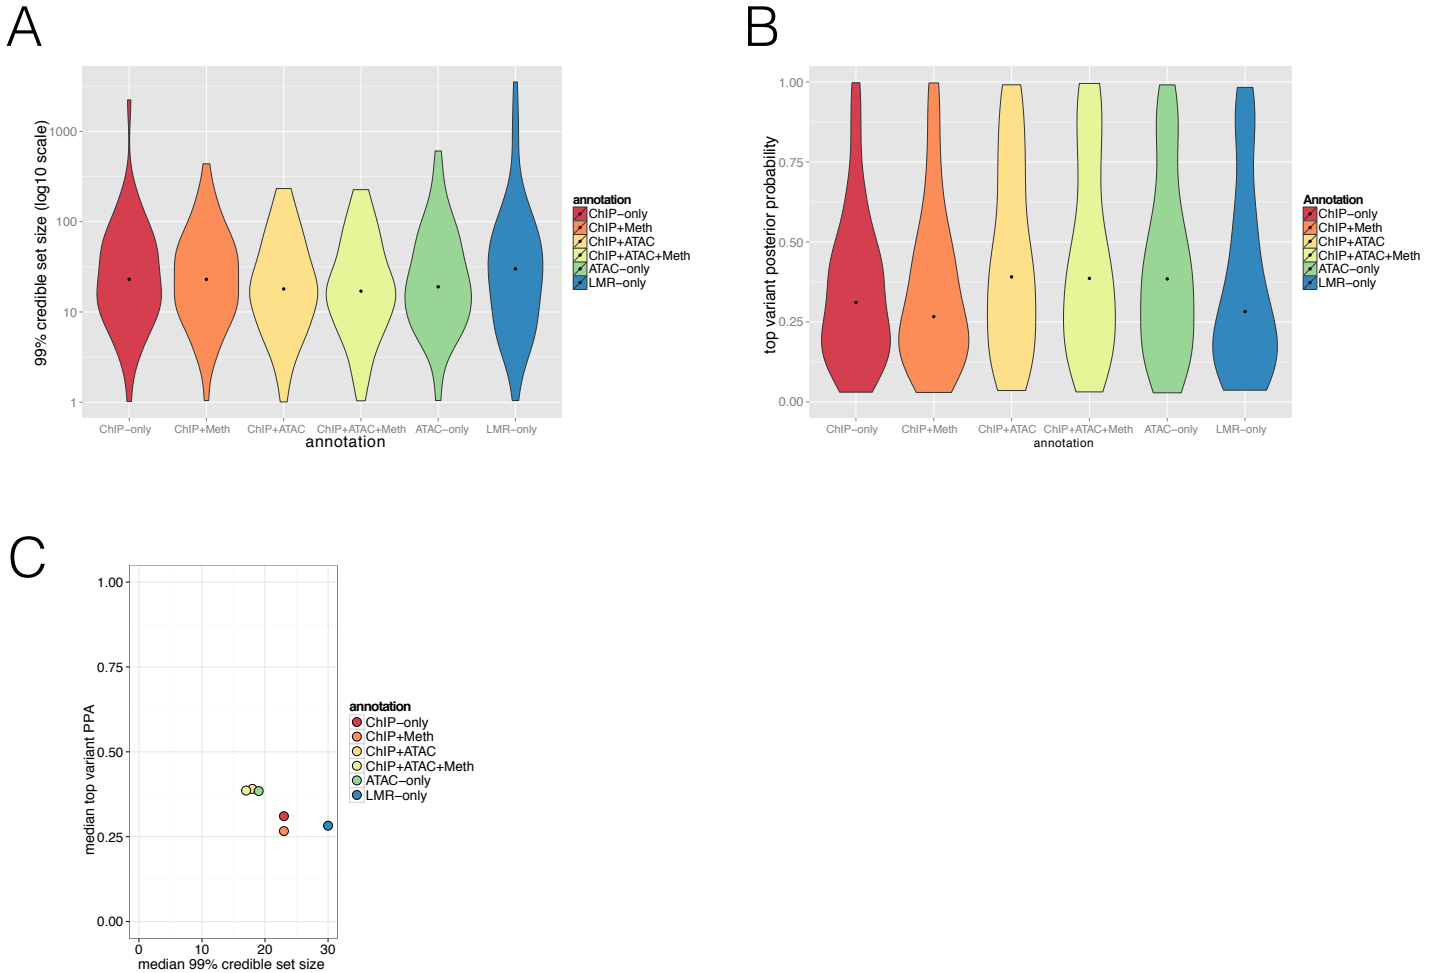 A
99% credible set size (log10 scale)
1000
100
10
1
ChIP−only
ChIP+Meth
ChIP+ATAC
ChIP+ATAC+Meth
ATAC−only
LMR−only
annotation
annotation
ChIP−only
ChIP+Meth
ChIP+ATAC
ChIP+ATAC+Meth
ATAC−only
LMR−only
B
top variant posterior probability
1.00
0.75
0.50
0.25
0.00
ChIP−only
ChIP+Meth
ChIP+ATAC
ChIP+ATAC+Meth
ATAC−only
LMR−only
annotation
Annotation
ChIP−only
ChIP+Meth
ChIP+ATAC
ChIP+ATAC+Meth
ATAC−only
LMR−only
C
median top variant PPA
1.00
0.75
0.50
0.25
0.00
0
10
20
30
median 99% credible set size
annotation
ChIP−only
ChIP+Meth
ChIP+ATAC
ChIP+ATAC+Meth
ATAC−only
LMR−only